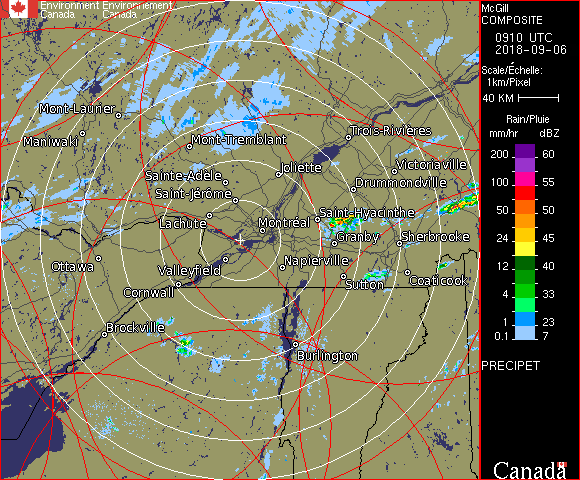 Environment Environnement
Canada Canada
McGill
COMPOSITE
0910 UTC
2018-09-06
Scale/Échelle:
1km/Pixel
40 KM
Rain/Pluie
mm/hr dBZ
200 60
100 55
50 50
24 45
12 40
4 33
1 23
0.1 7
PRECIPET
Canada
Mont-Laurier
Maniwaki
Mont-Tremblant
Trois-Rivières
Joliette
Victoriaville
Sainte-Adèle
Drummondville
Saint-Jérôme
Saint-Hyacinthe
Lachute
Montréal
Granby
Sherbrooke
Ottawa
Valleyfield
Napierville
Cornwall
Sutton
Coaticook
Brockville
Burlington